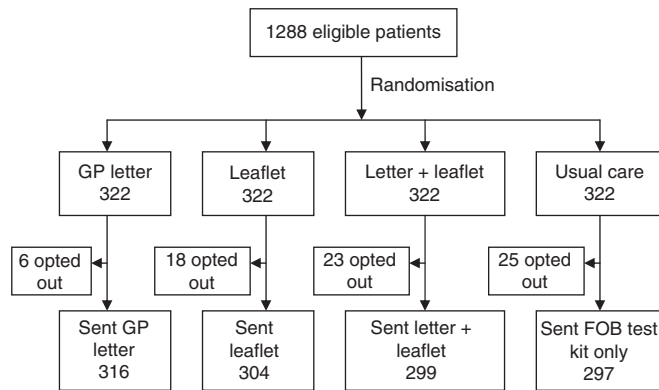 1288 eligible patients
Randomisation
GP letter
322
Leaflet
322
Letter + leaflet
322
Usual care
322
6 opted
out
18 opted
out
23 opted
out
25 opted
out
Sent GP
letter
316
Sent
leaflet
304
Sent letter +
leaflet
299
Sent FOB test
kit only
297